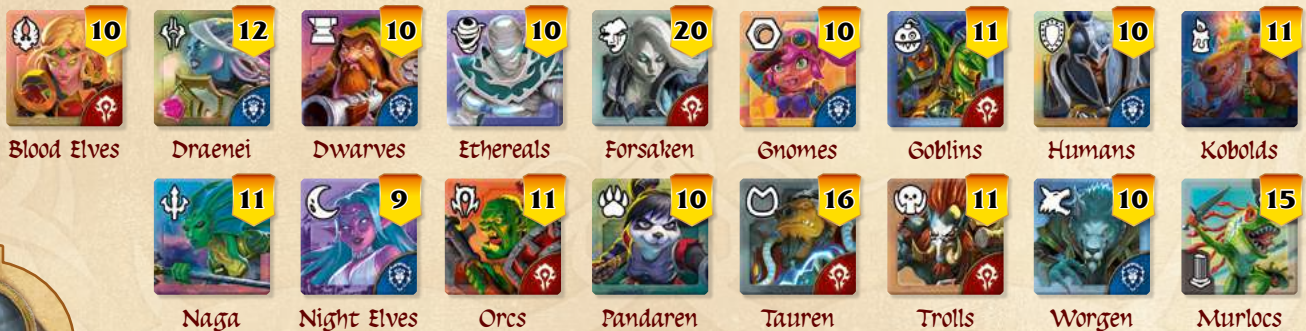 10 12 10 10 20 10 11 10 11
Blood Elves Draenei Dwarves Ethereals Forsaken Gnomes Goblins Humans Kobolds
11 9 11 10 16 11 10 15
Naga Night Elves Orcs Pandaren Tauren Trolls Worgen Murlocs